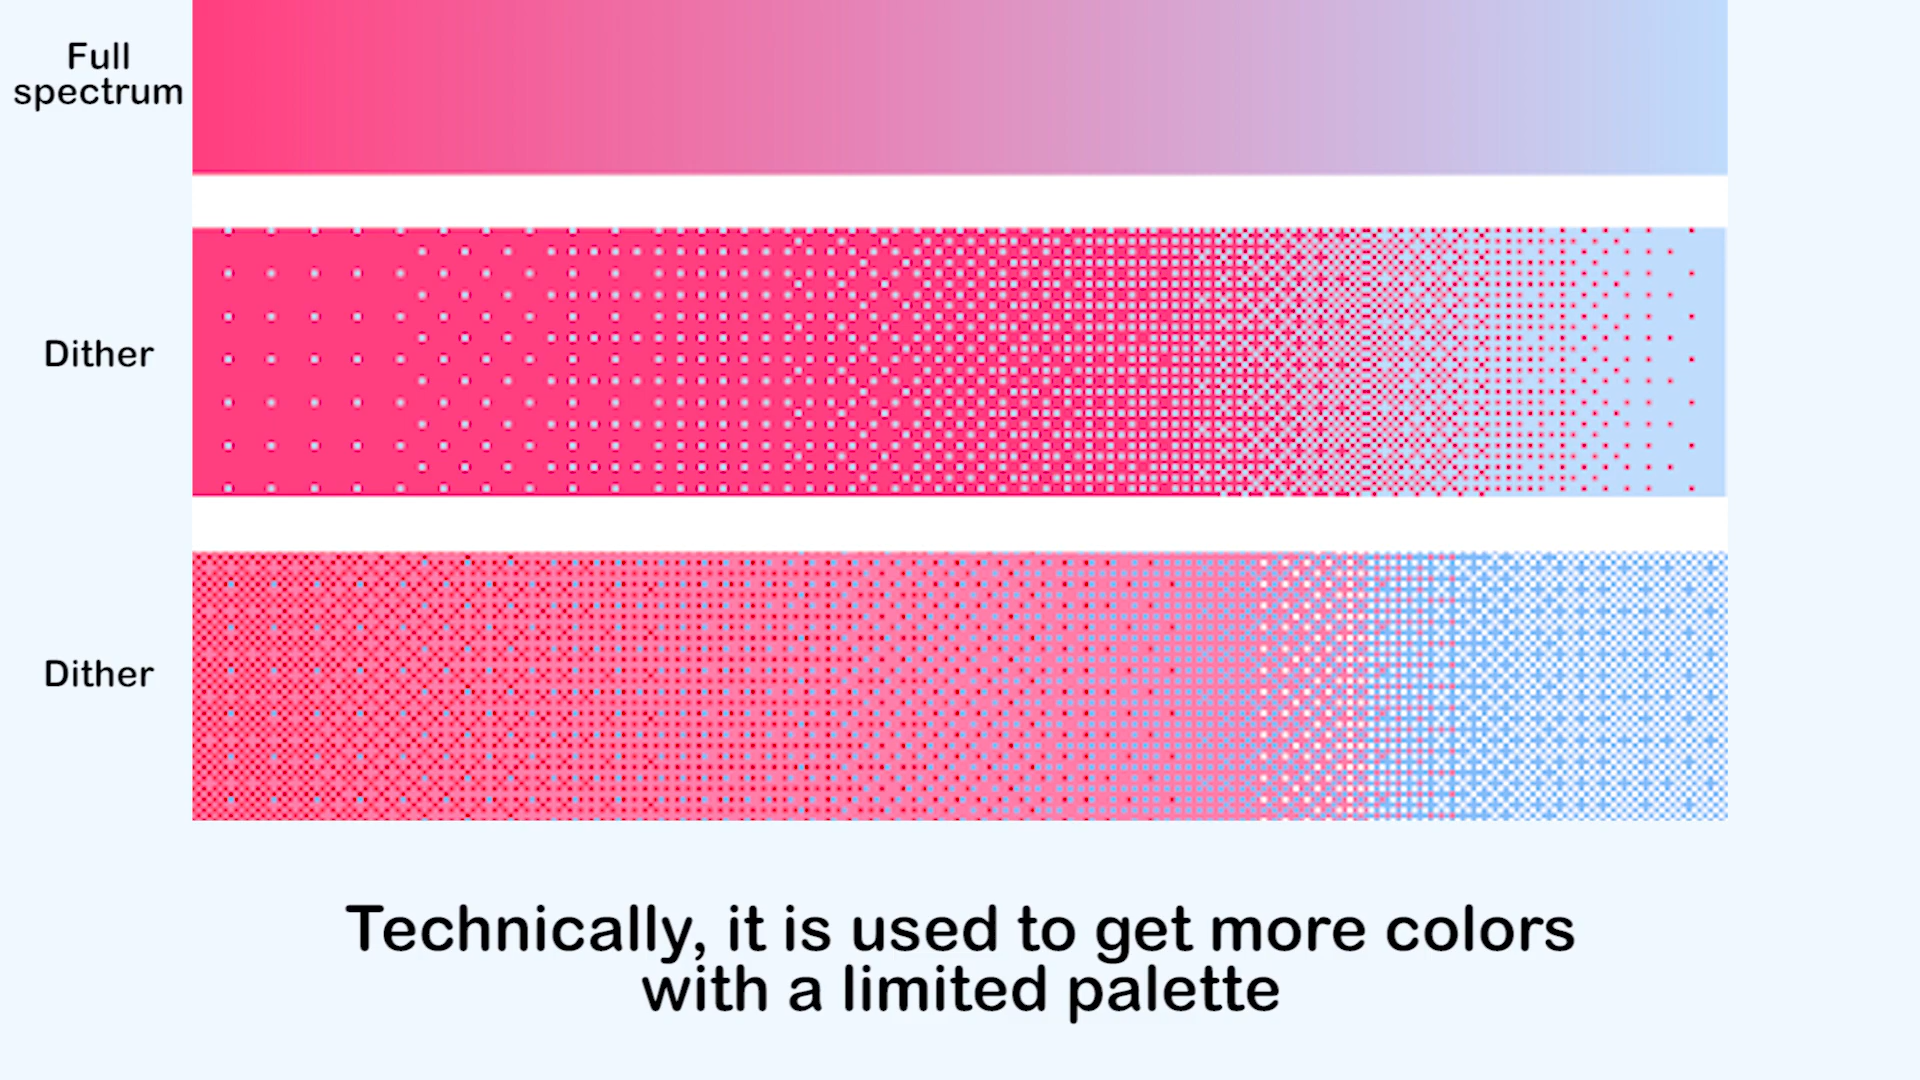 Full
spectrum
Dither
Dither
Technically, it is used to get more colors
with a limited palette